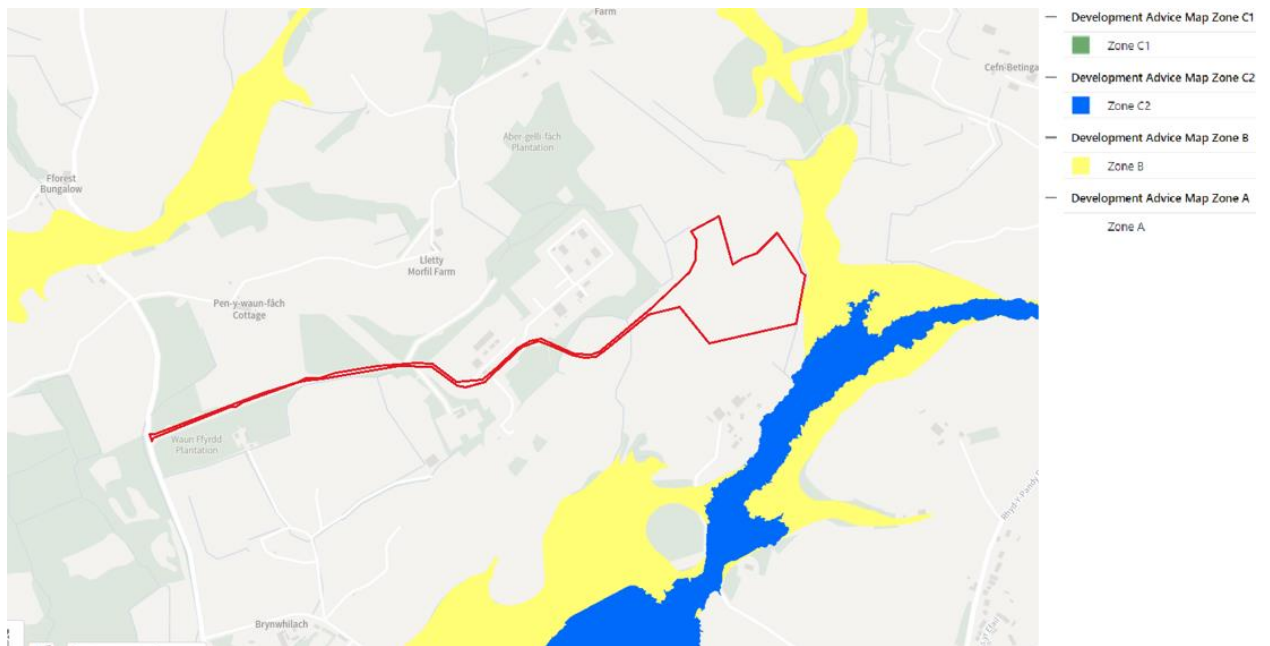 Farm
Cefn-Betinga
Aber-gelli-fâch
Plantation
Fforest
Bungalow
Lletty
Morfil Farm
Pen-y-waun-fâch
Cottage
Waun Ffyrdd
Plantation
Rhyd-Y-Pandy
Brynwhilach
Development Advice Map Zone C1
Zone C1
Development Advice Map Zone C2
Zone C2
Development Advice Map Zone B
Zone B
Development Advice Map Zone A
Zone A